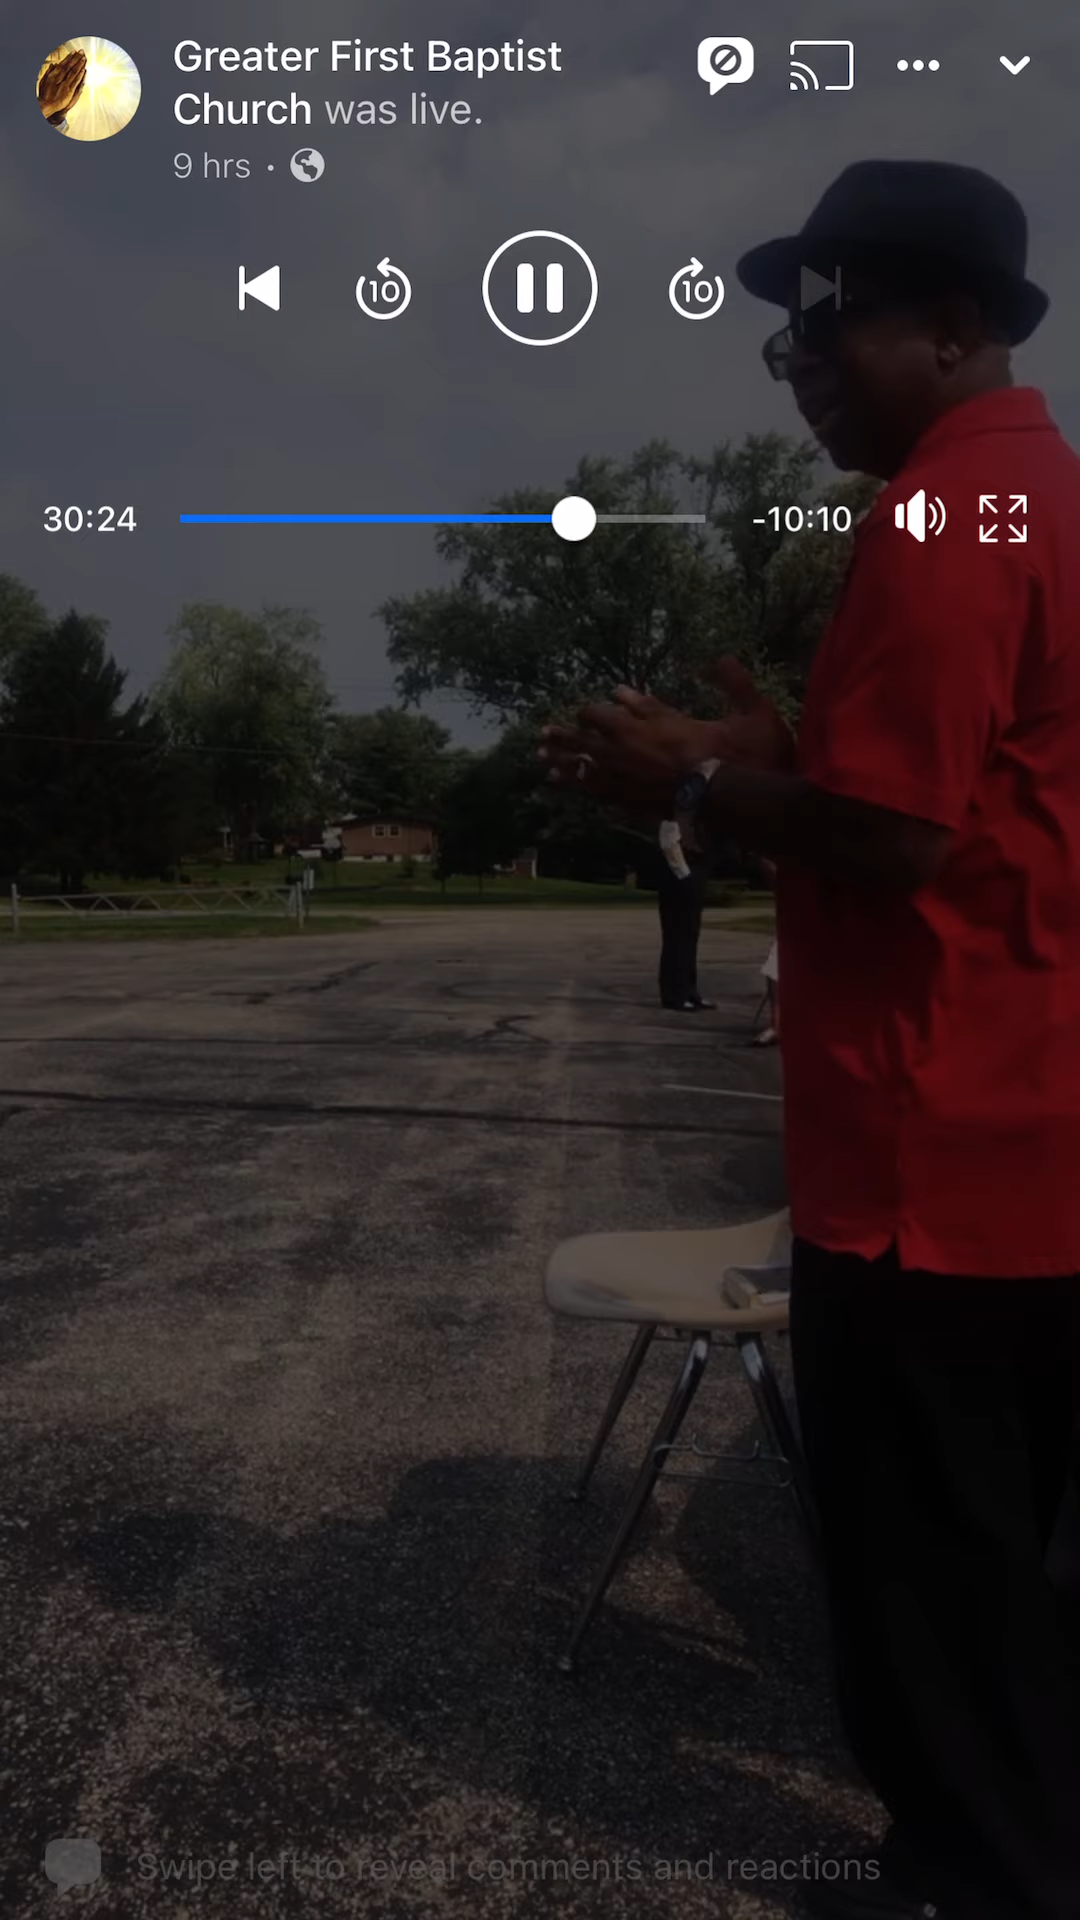 Greater First Baptist
Church was live.
9 hrs ·
10
10
30:24
-10:10
Swipe left to reveal comments and reactions